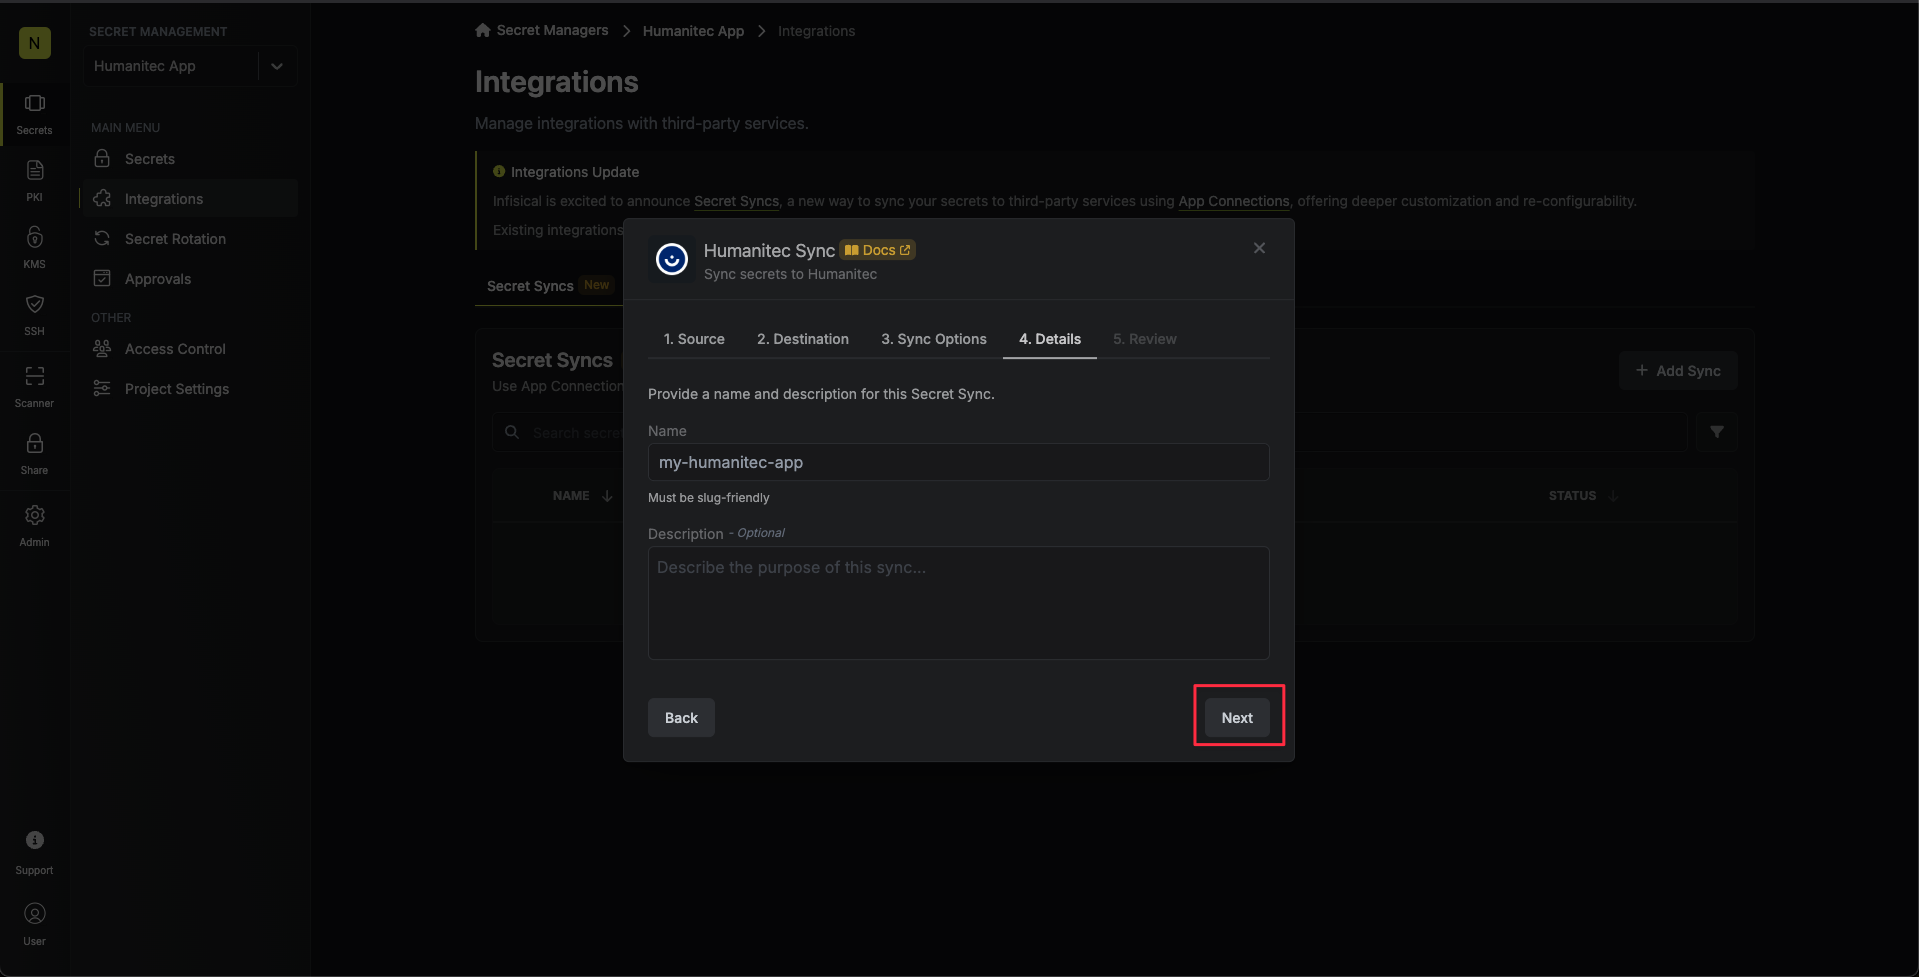 N
SECRET MANAGEMENT
Humanitec App
Secrets
PKI
KMS
SSH
Scanner
Share
Admin
Support
User
MAIN MENU
Secrets
Integrations
Secret Rotation
Approvals
OTHER
Access Control
Project Settings
Secret Managers
Humanitec App
Integrations
Integrations
Manage integrations with third-party services.
Integrations Update
Infisical is excited to announce Secret Syncs, a new way to sync your secrets to third-party services using App Connections, offering deeper customization and re-configurability.
Existing integrations
Secret Syncs New
Secret Syncs
Use App Connection
+ Add Sync
Search secre
NAME
STATUS
Humanitec Sync Docs
Sync secrets to Humanitec
1. Source 2. Destination 3. Sync Options 4. Details 5. Review
Provide a name and description for this Secret Sync.
Name
my-humanitec-app
Must be slug-friendly
Description - Optional
Describe the purpose of this sync...
Back
Next